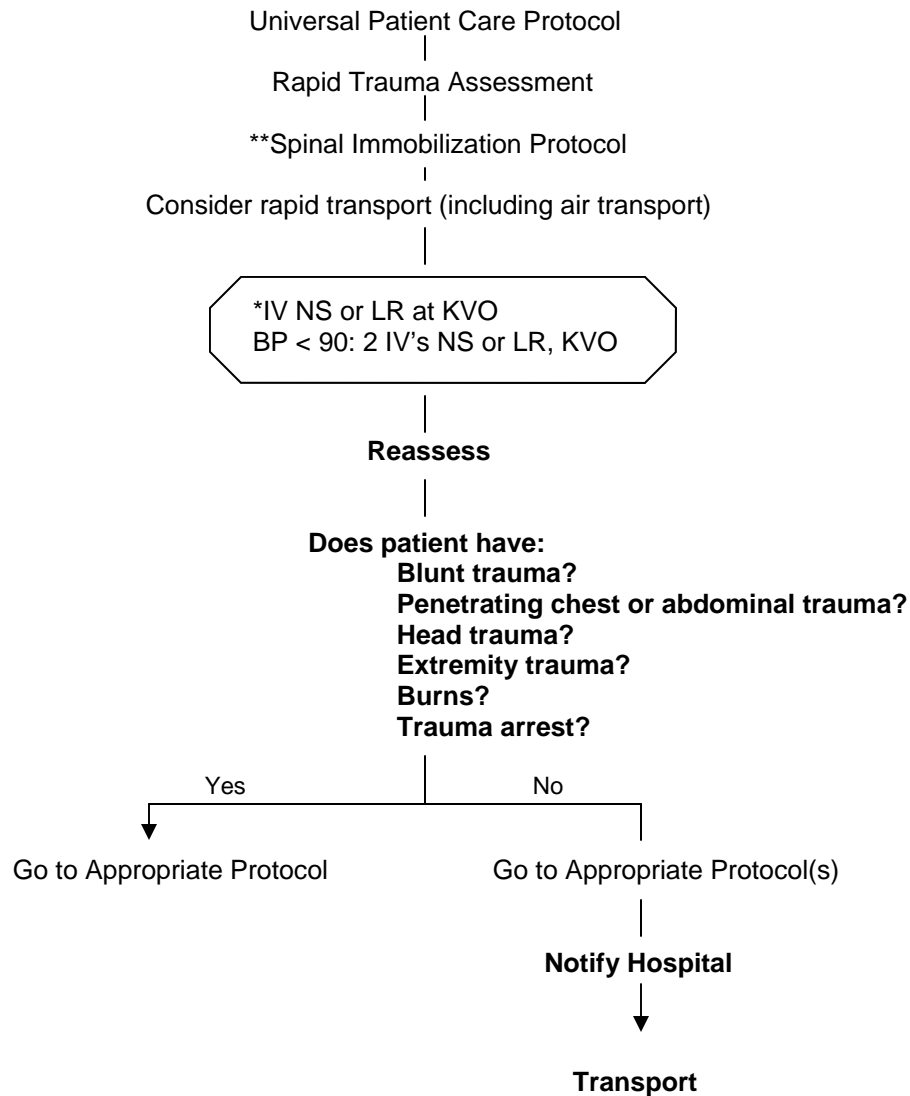 Universal Patient Care Protocol
Rapid Trauma Assessment
**Spinal Immobilization Protocol
Consider rapid transport (including air transport)
*IV NS or LR at KVO
BP < 90: 2 IV’s NS or LR, KVO
Reassess
Does patient have:
Blunt trauma?
Penetrating chest or abdominal trauma?
Head trauma?
Extremity trauma?
Burns?
Trauma arrest?
Yes
No
Go to Appropriate Protocol
Go to Appropriate Protocol(s)
Notify Hospital
Transport